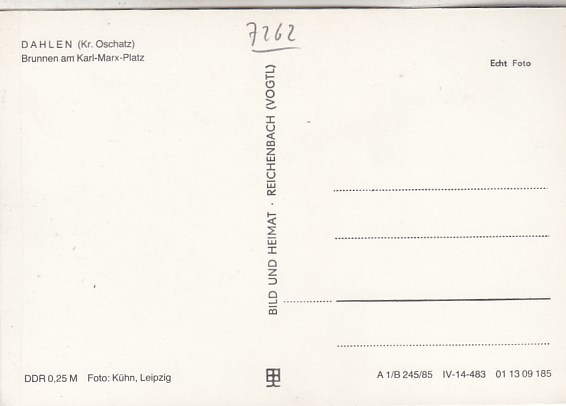 7262
DAHLEN (Kr. Oschatz)
Brunnen am Karl-Marx-Platz
Echt Foto
BILD UND HEIMAT · REICHENBACH (VOGTL)
DDR 0,25 M Foto: Kühn, Leipzig
A 1/B 245/85 IV-14-483 01 13 09 185